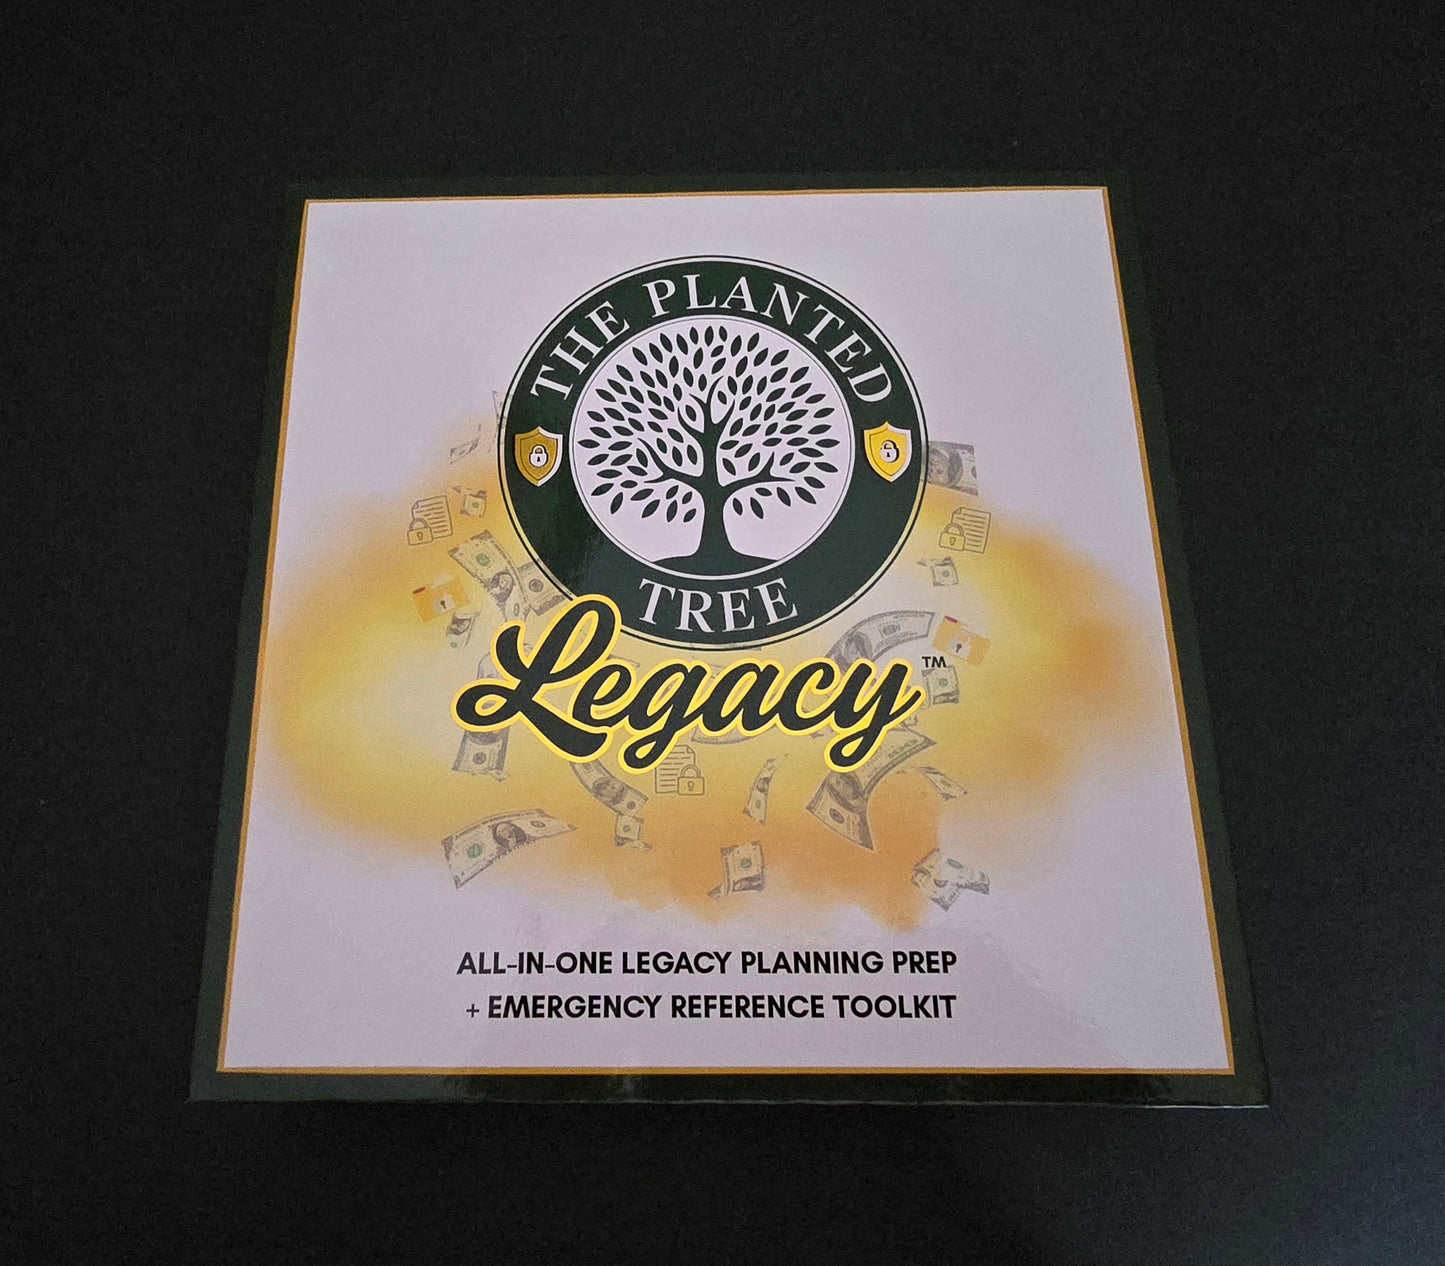 THE PLANTED
TREE
Legacy™
ALL-IN-ONE LEGACY PLANNING PREP
+ EMERGENCY REFERENCE TOOLKIT